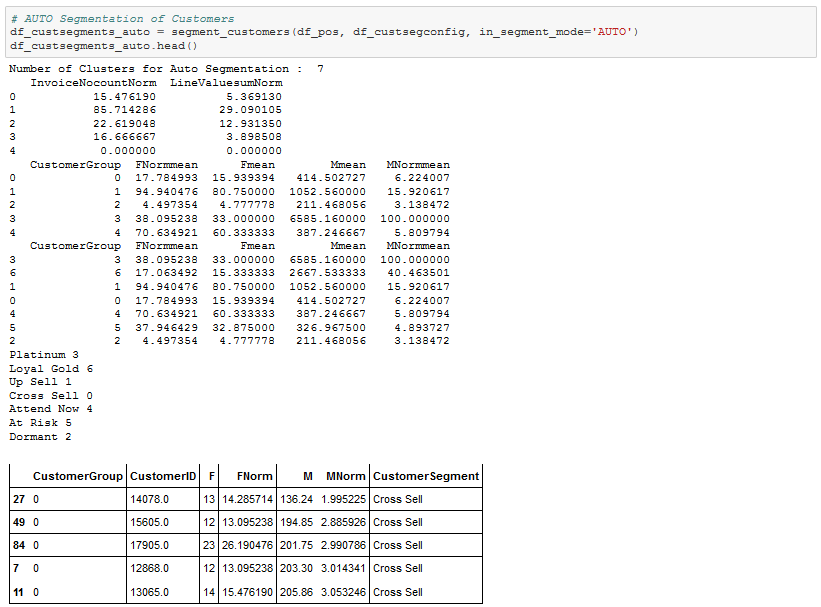 # AUTO Segmentation of Customers
df_custsegments_auto = segment_customers(df_pos, df_custsegconfig, in_segment_mode='AUTO')
df_custsegments_auto.head()
Number of Clusters for Auto Segmentation :  7
InvoiceNocountNorm  LineValuesumNorm
0 15.476190 5.369130
1 85.714286 29.090105
2 22.619048 12.931350
3 16.666667 3.898508
4 0.000000 0.000000
CustomerGroup FNormmean Fmean Mmean MNormmean
0 0 17.784993 15.939394 414.502727 6.224007
1 1 94.940476 80.750000 1052.560000 15.920617
2 2 4.497354 4.777778 211.468056 3.138472
3 3 38.095238 33.000000 6585.160000 100.000000
4 4 70.634921 60.333333 387.246667 5.809794
CustomerGroup FNormmean Fmean Mmean MNormmean
3 3 38.095238 33.000000 6585.160000 100.000000
6 6 17.063492 15.333333 2667.533333 40.463501
1 1 94.940476 80.750000 1052.560000 15.920617
0 0 17.784993 15.939394 414.502727 6.224007
4 4 70.634921 60.333333 387.246667 5.809794
5 5 37.946429 32.875000 326.967500 4.893727
2 2 4.497354 4.777778 211.468056 3.138472
Platinum 3
Loyal Gold 6
Up Sell 1
Cross Sell 0
Attend Now 4
At Risk 5
Dormant 2
CustomerGroup CustomerID F FNorm M MNorm CustomerSegment
27 0 14078.0 13 14.285714 136.24 1.995225 Cross Sell
49 0 15605.0 12 13.095238 194.85 2.885926 Cross Sell
84 0 17905.0 23 26.190476 201.75 2.990786 Cross Sell
7 0 12868.0 12 13.095238 203.30 3.014341 Cross Sell
11 0 13065.0 14 15.476190 205.86 3.053246 Cross Sell